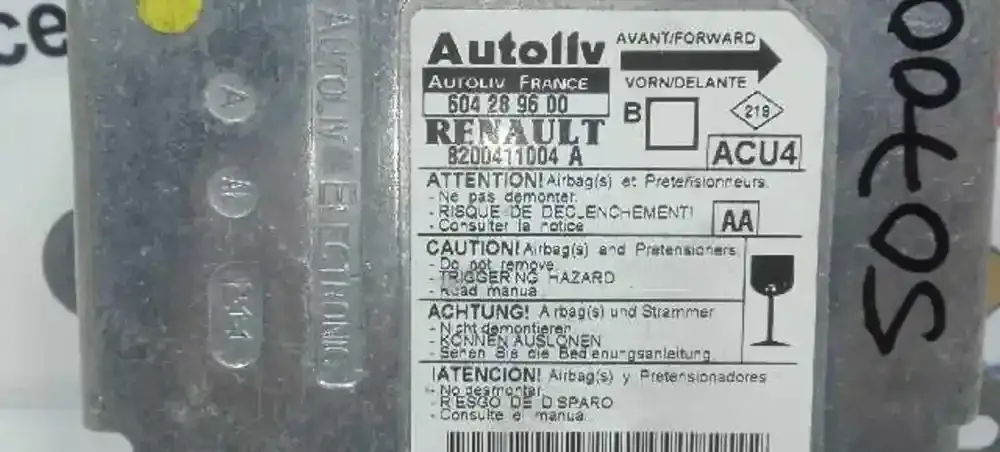 ce
AUTOLIV ELECTRONIC
A
A
Autoliv
AUTOLIV FRANCE
604 28 96 00
RENAULT
8200411004 A
AVANT/FORWARD
VORN/DELANTE
B
218
ACU4
ATTENTION! Airbag(s) et Pretensionneurs.
- Ne pas demonter.
- RISQUE DE DECLENCHEMENT!
- Consulter la notice
AA
CAUTION! Airbag(s) and Pretensioners
- Do not remove
- TRIGGERING HAZARD
- Road manual
ACHTUNG! Airbag(s) und Strammer
- Nicht demontieren
- KONNEN AUSLONEN
- Sehen Sie die Bedienungsanleitung.
!ATENCION! Airbag(s) y Pretensionadores
- No desmontar
- RIESGO DE DISPARO
- Consulte el manual